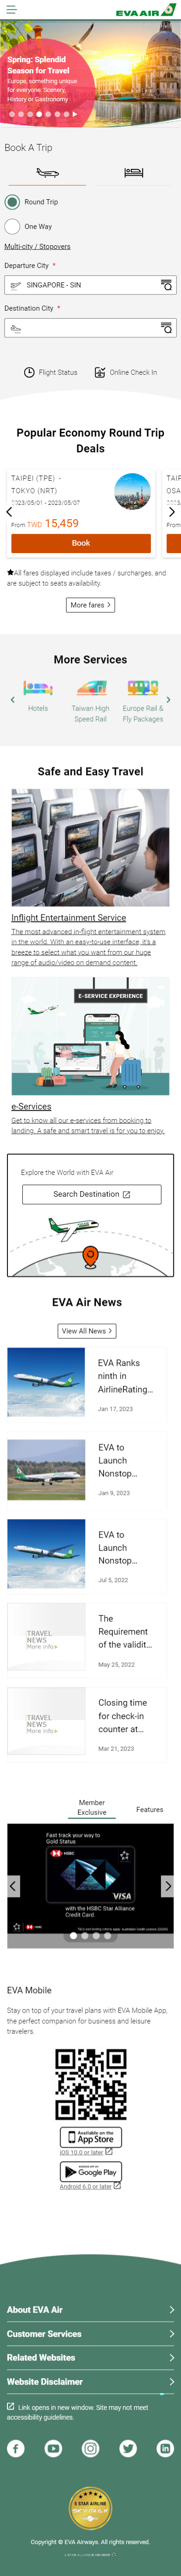 EVA AIR
Spring: Splendid
Season for Travel
Europe, something unique
for everyone: Scenery,
History or Gastronomy
Book A Trip
Round Trip
One Way
Multi-city / Stopovers
Departure City *
SINGAPORE - SIN
Destination City *
Flight Status
Online Check In
Popular Economy Round Trip
Deals
TAIPEI (TPE) -
TOKYO (NRT)
2023/05/01 - 2023/05/07
From TWD 15,459
Book
TAIP
OSA
From
All fares displayed include taxes / surcharges, and
are subject to seats availability.
More fares
More Services
Hotels
Taiwan High
Speed Rail
Europe Rail &
Fly Packages
Safe and Easy Travel
Inflight Entertainment Service
The most advanced in-flight entertainment system
in the world. With an easy-to-use interface, it's a
breeze to select what you want from our huge
range of audio/video on demand content.
E-SERVICE EXPERIENCE
e-Services
Get to know all our e-services from booking to
landing. A safe and smart travel is for you to enjoy.
Explore the World with EVA Air
Search Destination
EVA Air News
View All News
EVA Ranks
ninth in
AirlineRating...
Jan 17, 2023
EVA to
Launch
Nonstop...
Jan 9, 2023
EVA to
Launch
Nonstop...
Jul 5, 2022
TRAVEL
NEWS
More info
The
Requirement
of the validit...
May 25, 2022
TRAVEL
NEWS
More info
Closing time
for check-in
counter at...
Mar 21, 2023
Member
Exclusive
Features
Fast track your way to
Gold Status
HSBC
VISA
with the HSBC Star Alliance
Credit Card.
HSBC
EVA Mobile
Stay on top of your travel plans with EVA Mobile App,
the perfect companion for business and leisure
travelers.
Available on the
App Store
iOS 10.0 or later
Google Play
Android 6.0 or later
About EVA Air
Customer Services
Related Websites
Website Disclaimer
Link opens in new window. Site may not meet
accessibility guidelines.
5 STAR AIRLINE
Copyright © EVA Airways. All rights reserved.
A STAR ALLIANCE MEMBER